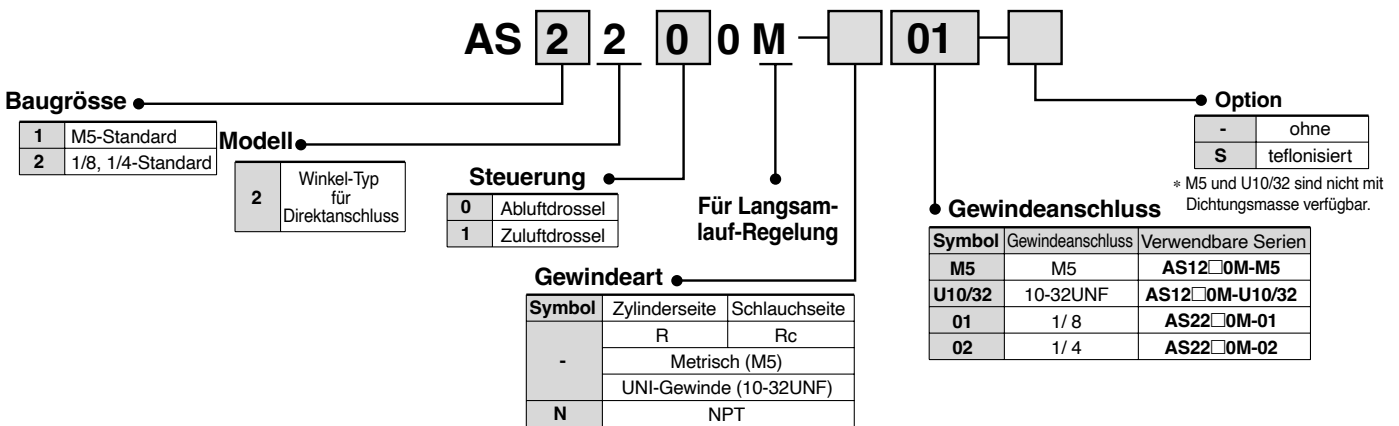 AS 2 2 0 0 M - 01 -
Baugrösse
1 M5-Standard
2 1/8, 1/4-Standard
Modell
2 Winkel-Typ
für
Direktanschluss
Steuerung
0 Abluftdrossel
1 Zuluftdrossel
Für Langsam-
lauf-Regelung
Gewindeart
Symbol Zylinderseite Schlauchseite
- R Rc
Metrisch (M5)
UNI-Gewinde (10-32UNF)
N NPT
Gewindeanschluss
Symbol Gewindeanschluss Verwendbare Serien
M5 M5 AS12□0M-M5
U10/32 10-32UNF AS12□0M-U10/32
01 1/ 8 AS22□0M-01
02 1/ 4 AS22□0M-02
Option
- ohne
S teflonisiert
∗ M5 und U10/32 sind nicht mit
Dichtungsmasse verfügbar.